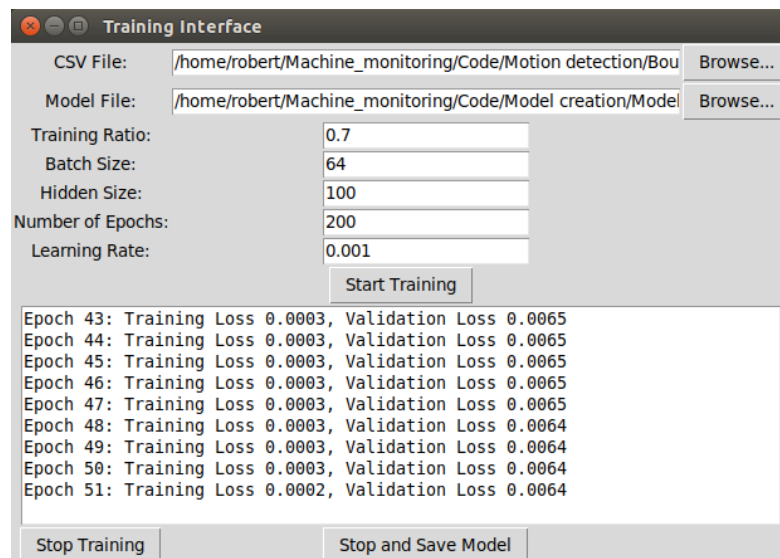 Training Interface
CSV File: /home/robert/Machine_monitoring/Code/Motion detection/Bou Browse...
Model File: /home/robert/Machine_monitoring/Code/Model creation/Model Browse...
Training Ratio: 0.7
Batch Size: 64
Hidden Size: 100
Number of Epochs: 200
Learning Rate: 0.001
Start Training
Epoch 43: Training Loss 0.0003, Validation Loss 0.0065
Epoch 44: Training Loss 0.0003, Validation Loss 0.0065
Epoch 45: Training Loss 0.0003, Validation Loss 0.0065
Epoch 46: Training Loss 0.0003, Validation Loss 0.0065
Epoch 47: Training Loss 0.0003, Validation Loss 0.0065
Epoch 48: Training Loss 0.0003, Validation Loss 0.0064
Epoch 49: Training Loss 0.0003, Validation Loss 0.0064
Epoch 50: Training Loss 0.0003, Validation Loss 0.0064
Epoch 51: Training Loss 0.0002, Validation Loss 0.0064
Stop Training Stop and Save Model